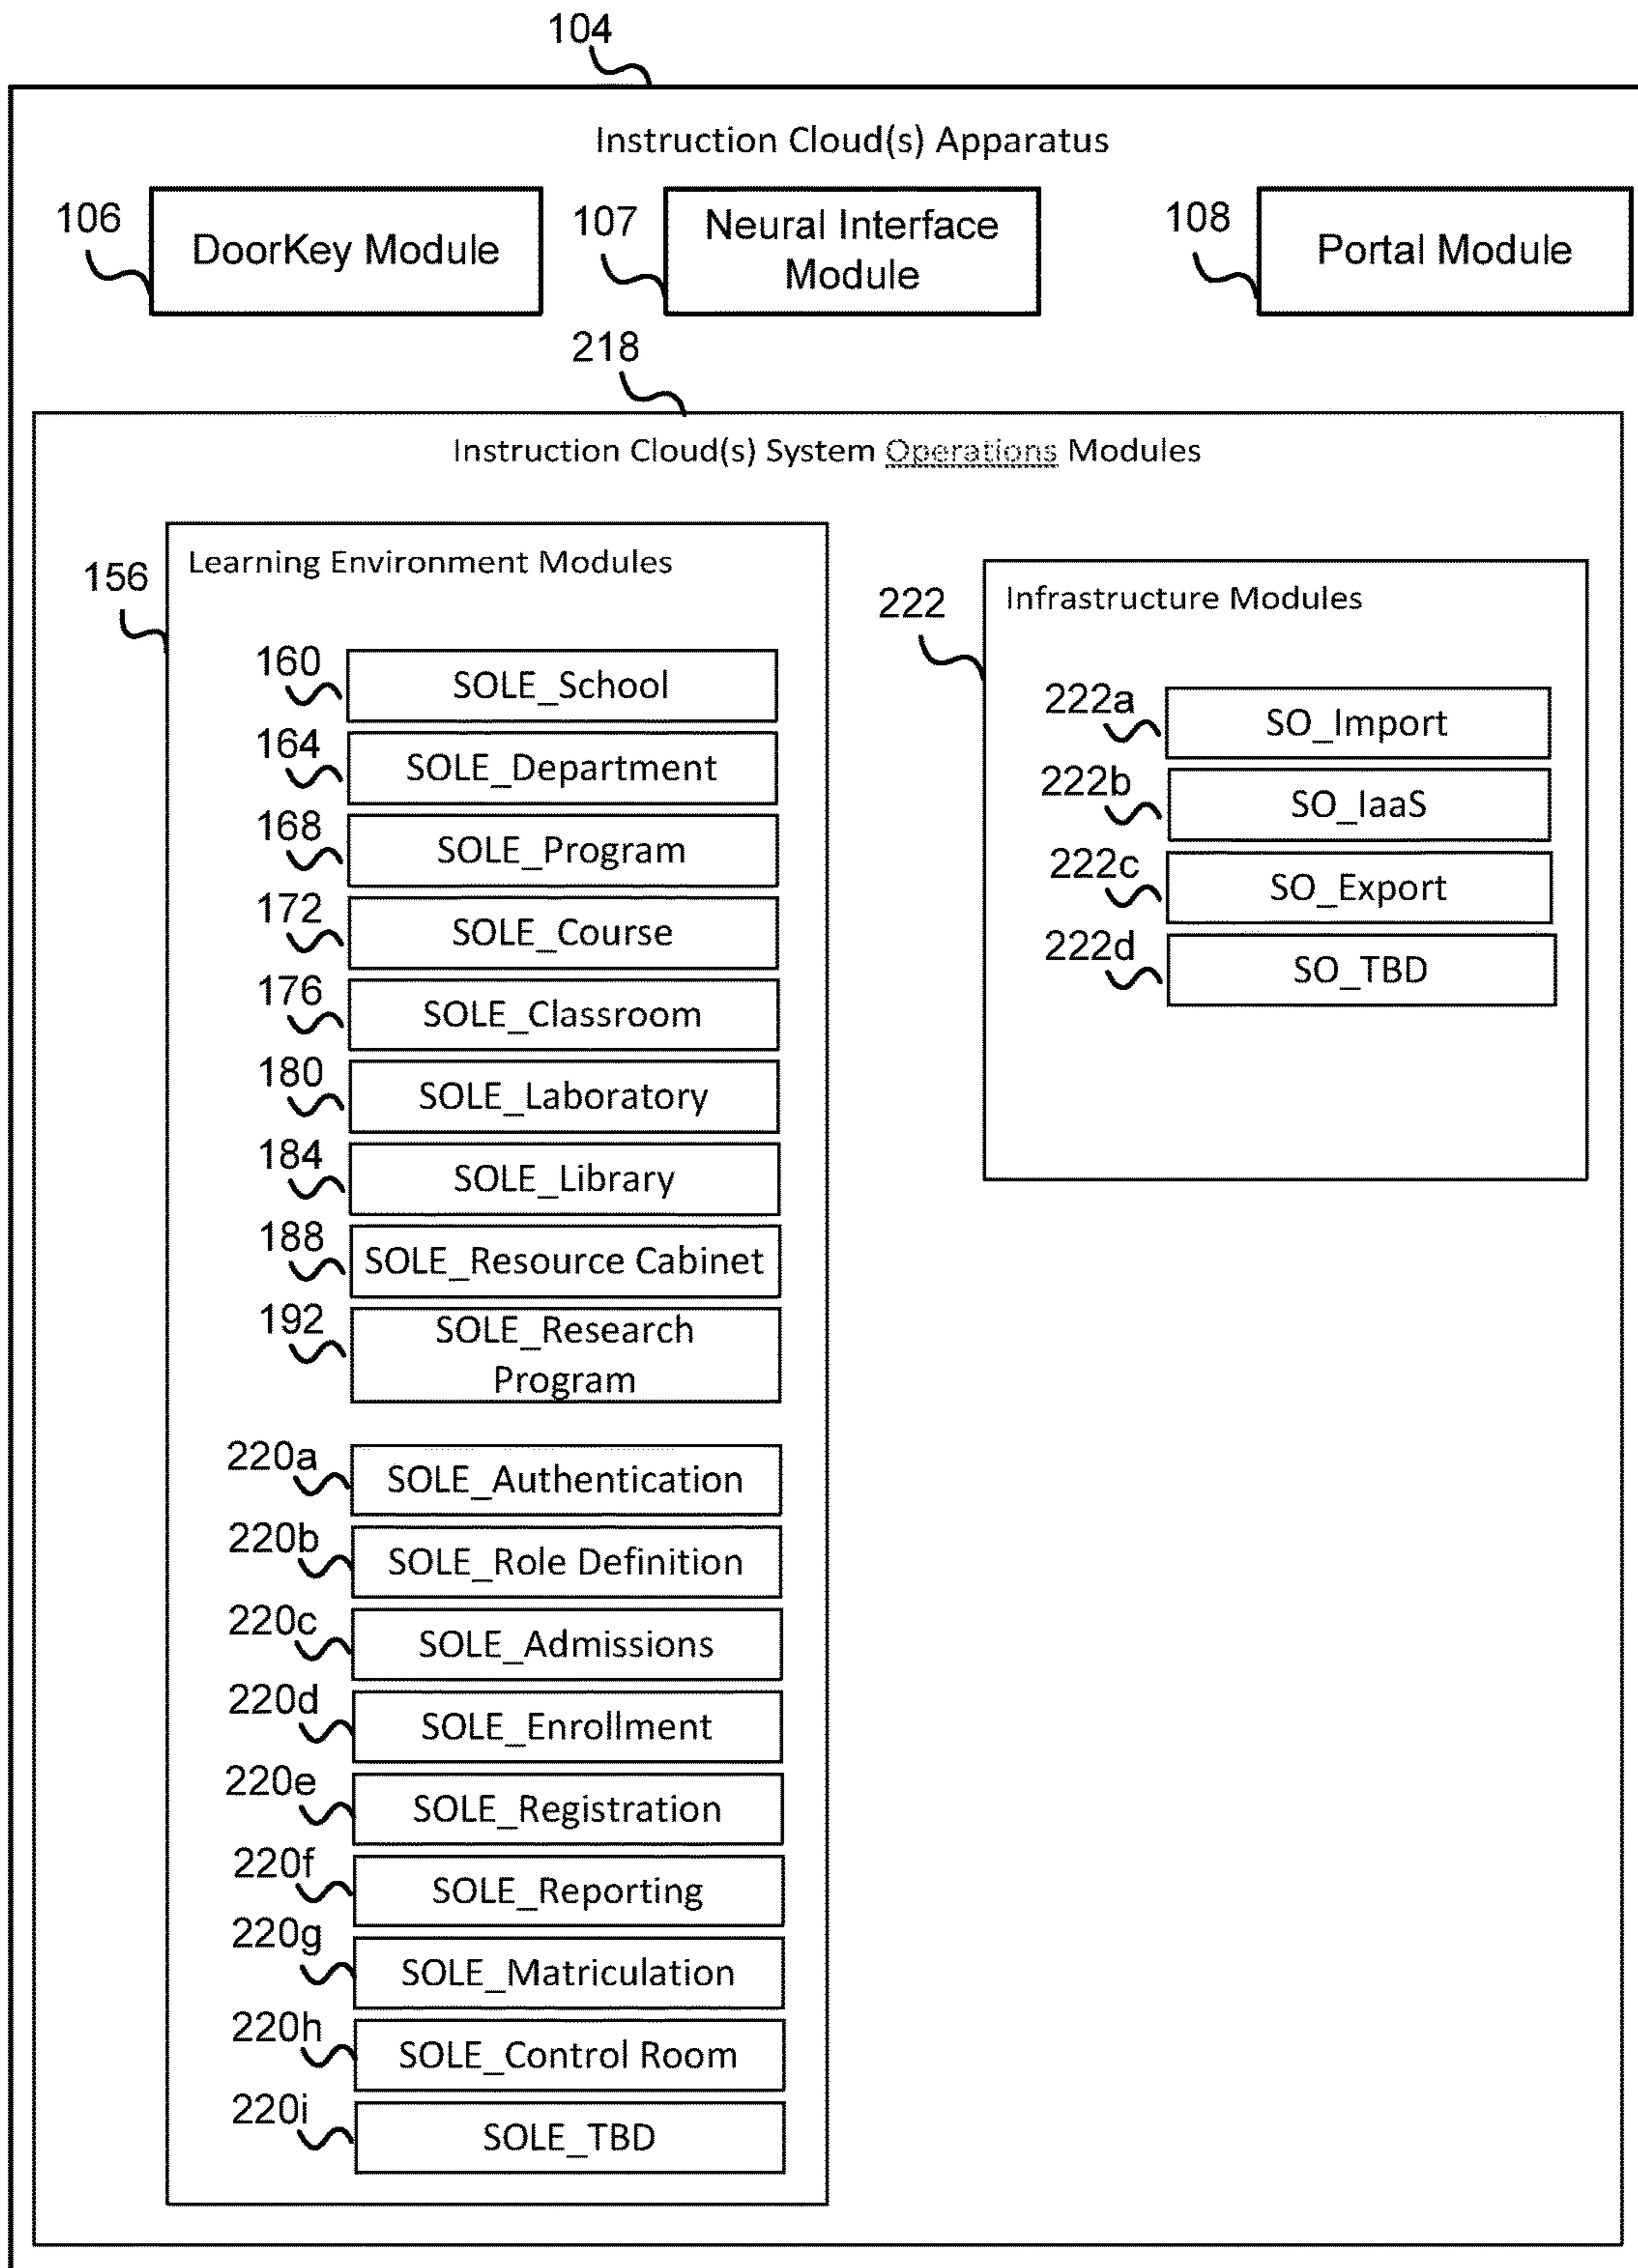 104
Instruction Cloud(s) Apparatus
106
DoorKey Module
107
Neural Interface
Module
108
Portal Module
218
Instruction Cloud(s) System Operations Modules
156
Learning Environment Modules
160
SOLE_School
164
SOLE_Department
168
SOLE_Program
172
SOLE_Course
176
SOLE_Classroom
180
SOLE_Laboratory
184
SOLE_Library
188
SOLE_Resource Cabinet
192
SOLE_Research
Program
220a
SOLE_Authentication
220b
SOLE_Role Definition
220c
SOLE_Admissions
220d
SOLE_Enrollment
220e
SOLE_Registration
220f
SOLE_Reporting
220g
SOLE_Matriculation
220h
SOLE_Control Room
220i
SOLE_TBD
222
Infrastructure Modules
222a
SO_Import
222b
SO_IaaS
222c
SO_Export
222d
SO_TBD